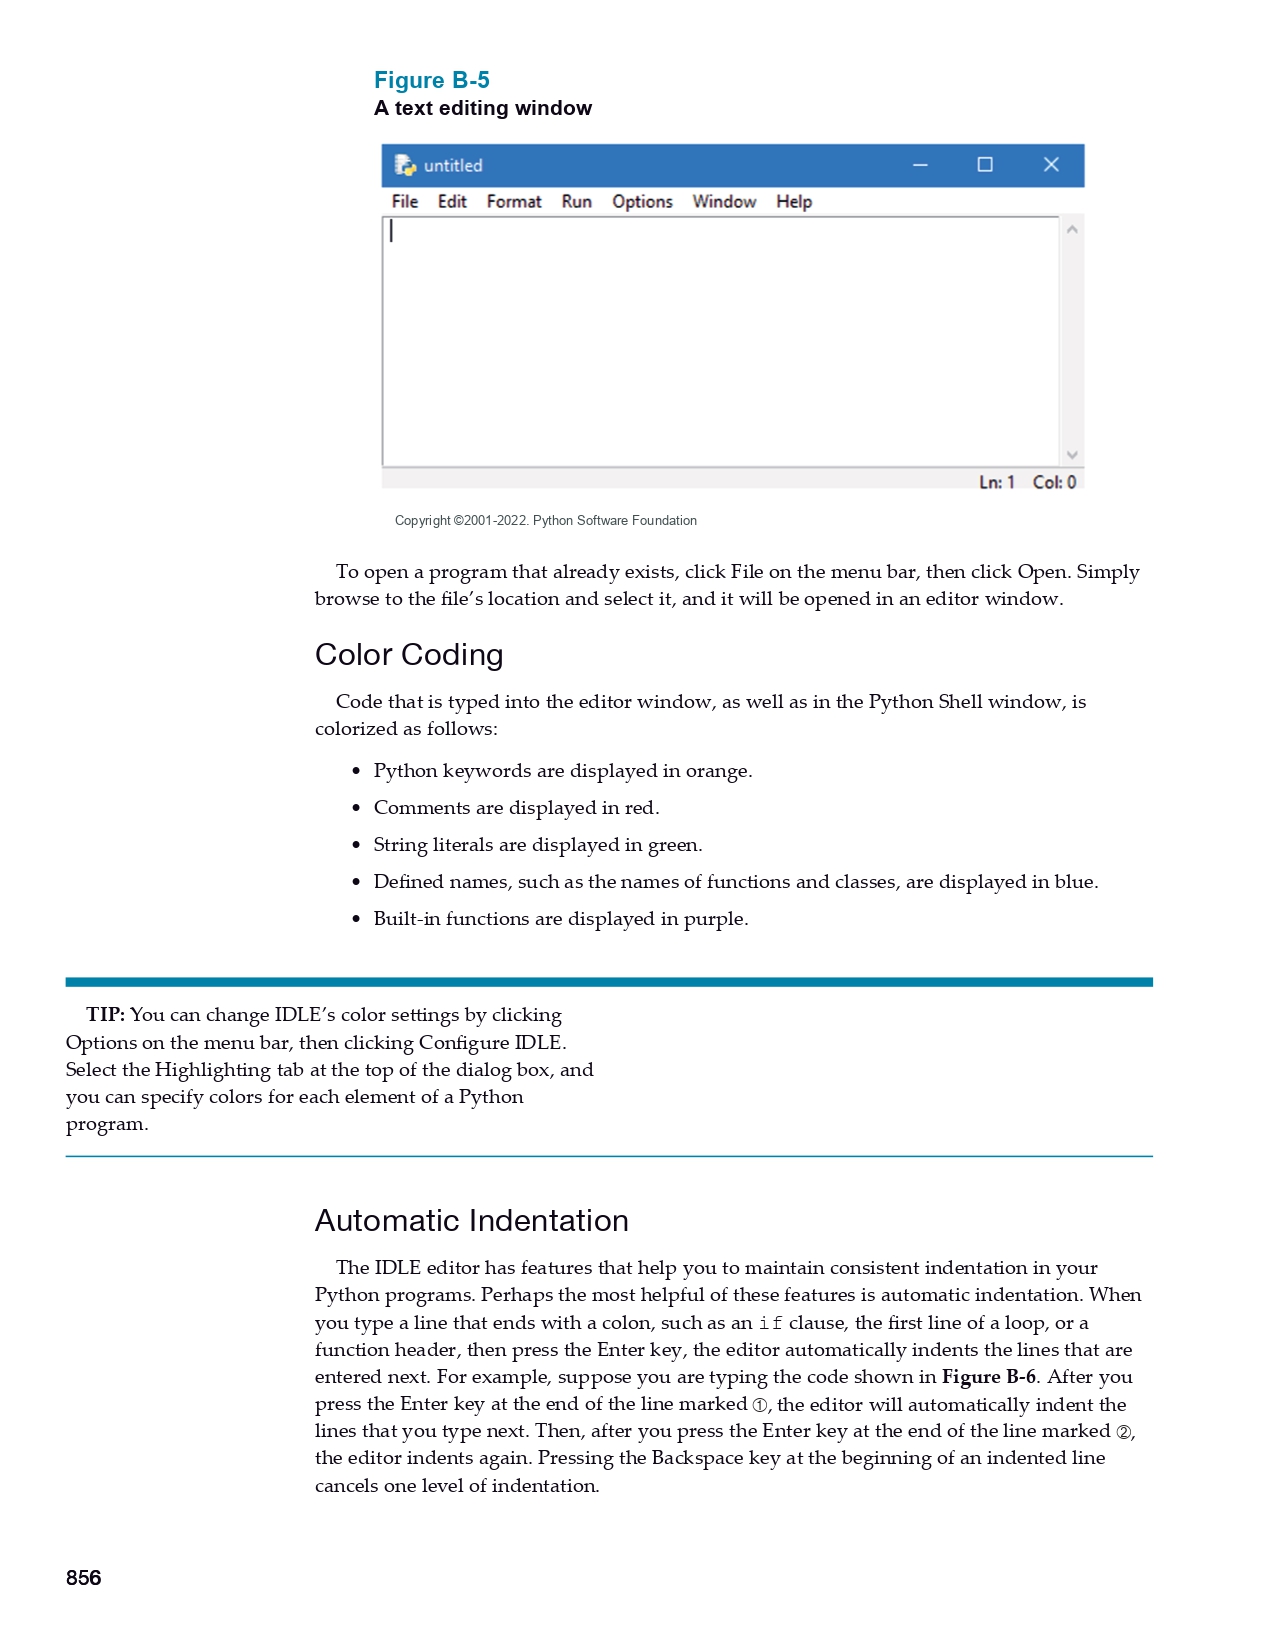 Figure B-5
A text editing window
untitled
File Edit Format Run Options Window Help
Ln: 1 Col: 0
Copyright ©2001-2022. Python Software Foundation
To open a program that already exists, click File on the menu bar, then click Open. Simply
browse to the file’s location and select it, and it will be opened in an editor window.
Color Coding
Code that is typed into the editor window, as well as in the Python Shell window, is
colorized as follows:
• Python keywords are displayed in orange.
• Comments are displayed in red.
• String literals are displayed in green.
• Defined names, such as the names of functions and classes, are displayed in blue.
• Built-in functions are displayed in purple.
TIP: You can change IDLE’s color settings by clicking
Options on the menu bar, then clicking Configure IDLE.
Select the Highlighting tab at the top of the dialog box, and
you can specify colors for each element of a Python
program.
Automatic Indentation
The IDLE editor has features that help you to maintain consistent indentation in your
Python programs. Perhaps the most helpful of these features is automatic indentation. When
you type a line that ends with a colon, such as an if clause, the first line of a loop, or a
function header, then press the Enter key, the editor automatically indents the lines that are
entered next. For example, suppose you are typing the code shown in Figure B-6. After you
press the Enter key at the end of the line marked ①, the editor will automatically indent the
lines that you type next. Then, after you press the Enter key at the end of the line marked ②,
the editor indents again. Pressing the Backspace key at the beginning of an indented line
cancels one level of indentation.
856